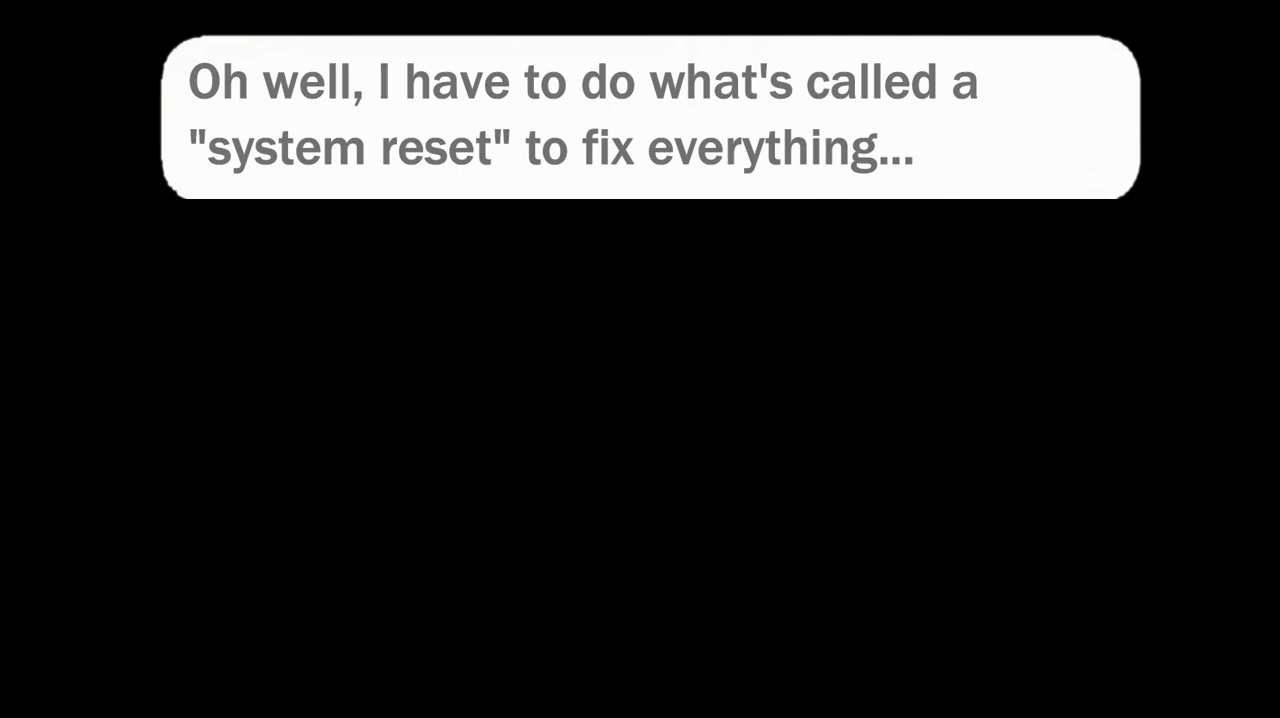 Oh well, I have to do what's called a
"system reset" to fix everything...